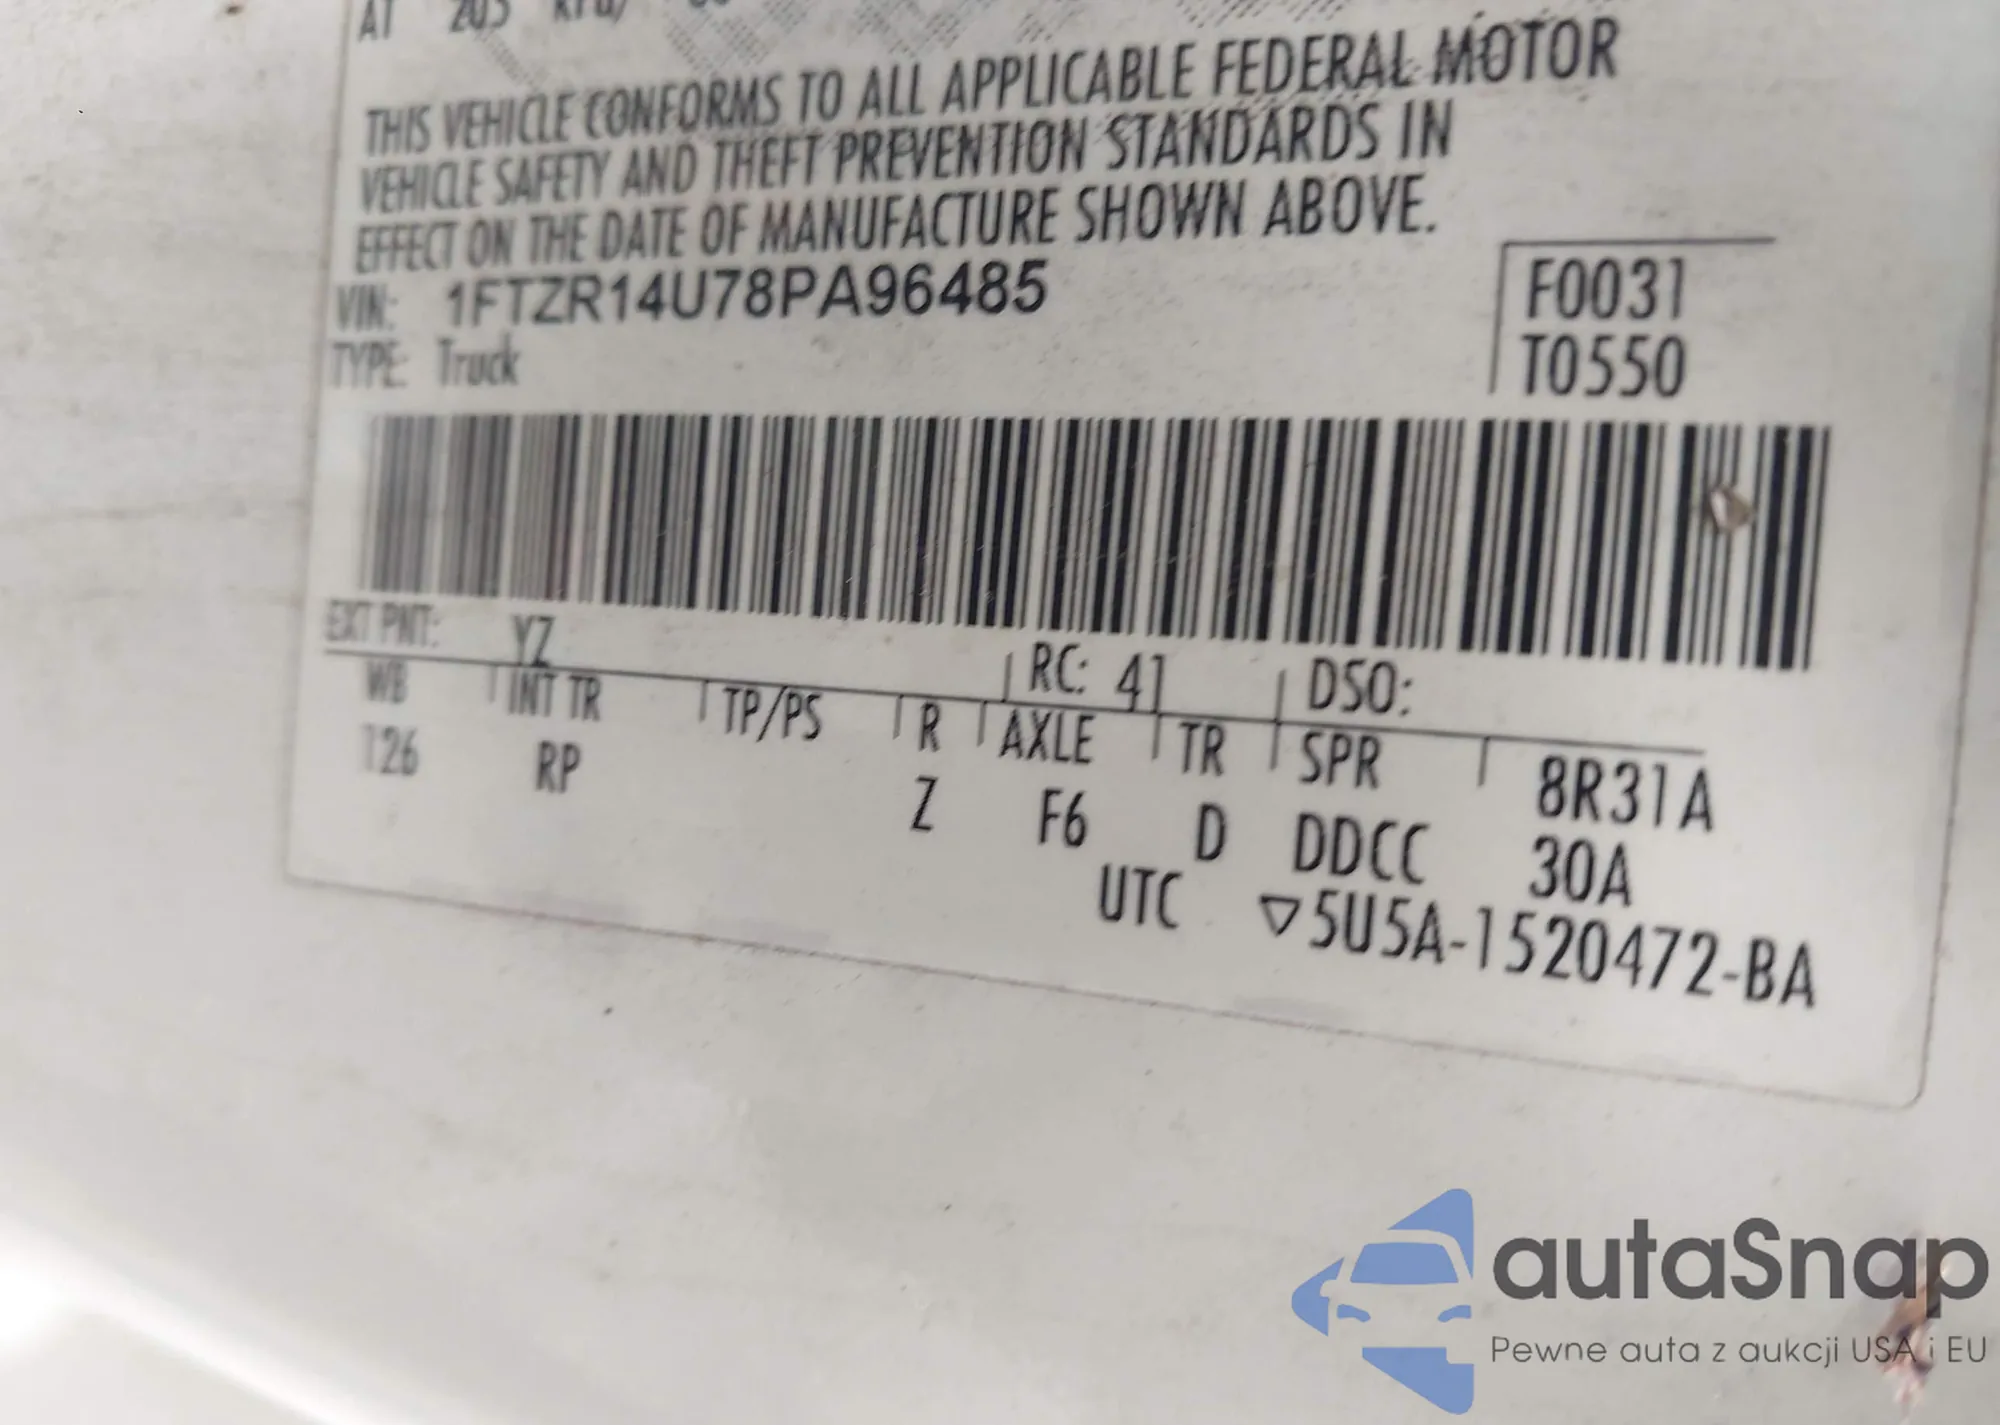 AT 205 kPa/
THIS VEHICLE CONFORMS TO ALL APPLICABLE FEDERAL MOTOR
VEHICLE SAFETY AND THEFT PREVENTION STANDARDS IN
EFFECT ON THE DATE OF MANUFACTURE SHOWN ABOVE.
VIN: 1FTZR14U78PA96485
F0031
TYPE: Truck
T0550
EXT PNT: YZ RC: 41 DSO:
WB INT TR TP/PS R AXLE TR SPR 8R31A
126 RP Z F6 D DDCC 30A
UTC ▽5U5A-1520472-BA
autaSnap
Pewne auta z aukcji USA i EU